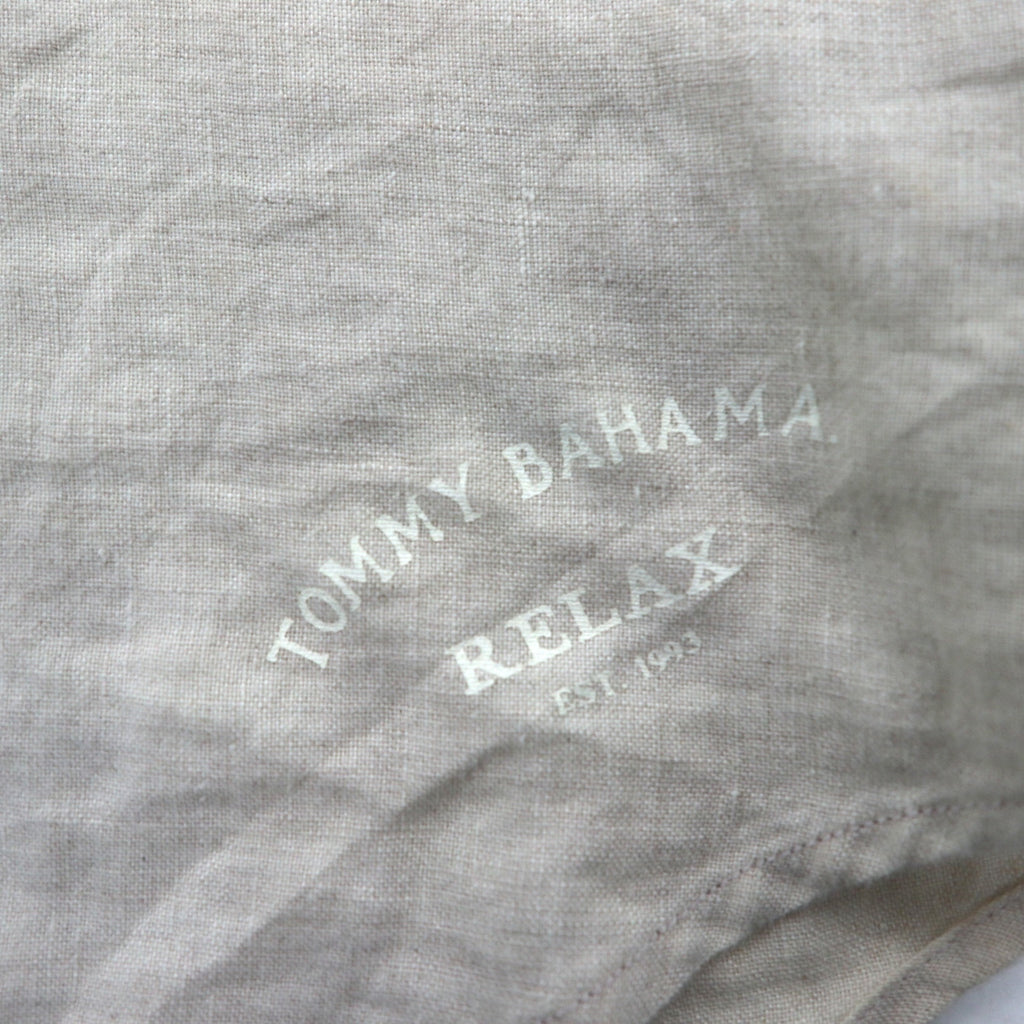 TOMMY BAHAMA.
RELAX
EST. 1993